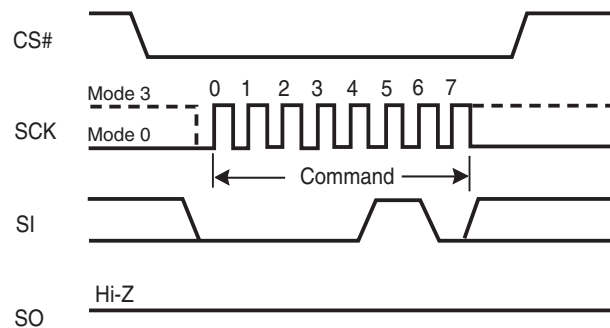 CS#
Mode 3
0 1 2 3 4 5 6 7
SCK
Mode 0
Command
SI
Hi-Z
SO